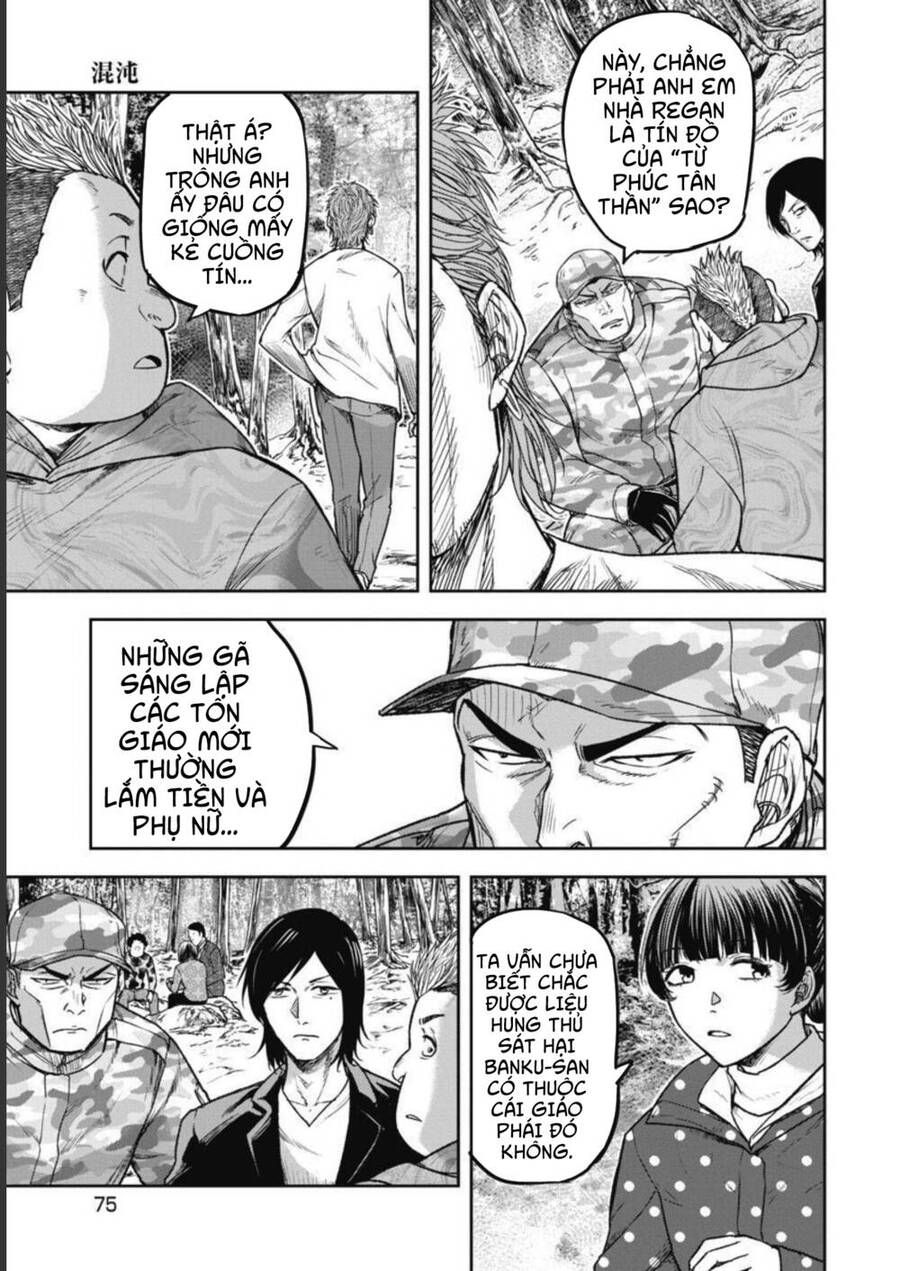 NÀY, CHẲNG
PHẢI ANH EM
NHÀ REGAN
LÀ TÍN ĐỒ
CỦA “TỪ
PHÚC TÂN
THẦN” SAO?
混沌
THẬT Á?
NHƯNG
TRÔNG ANH
ẤY ĐÂU CÓ
GIỐNG MẤY
KẺ CUỒNG
TÍN...
NHỮNG GÃ
SÁNG LẬP
CÁC TÔN
GIÁO MỚI
THƯỜNG
LẮM TIỀN VÀ
PHỤ NỮ...
TA VẪN CHƯA
BIẾT CHẮC
ĐƯỢC LIỆU
HUNG THỦ
SÁT HẠI
BANKU-SAN
CÓ THUỘC
CÁI GIÁO
PHÁI ĐÓ
KHÔNG.
75